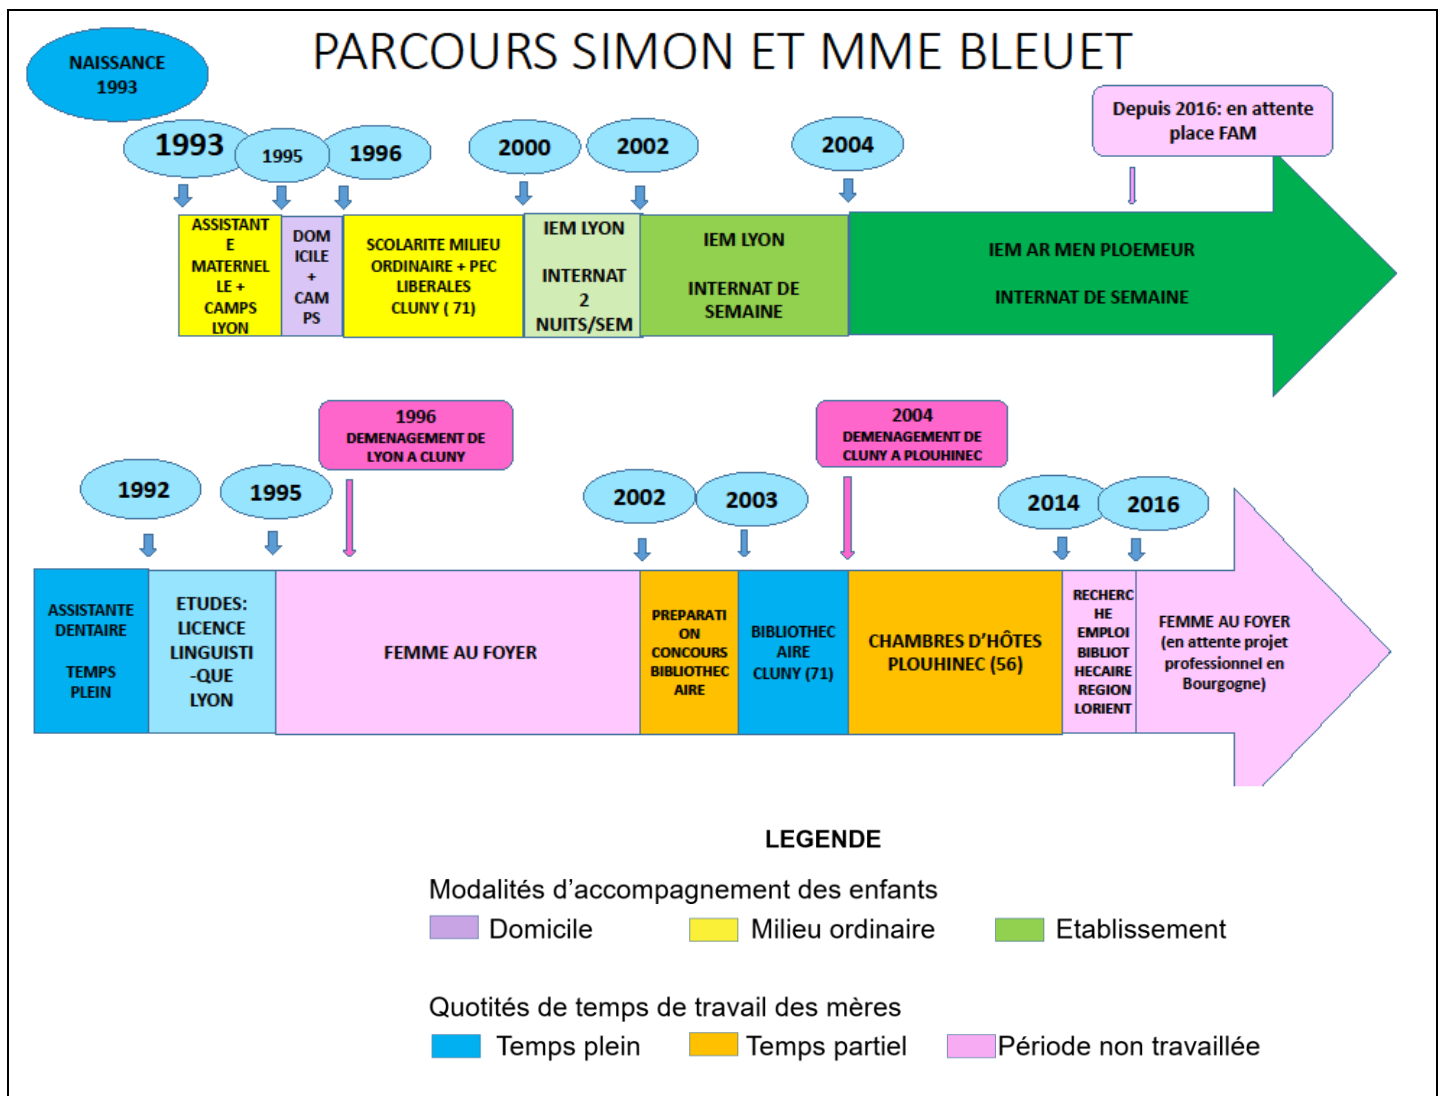 PARCOURS SIMON ET MME BLEUET
NAISSANCE
1993
Depuis 2016: en attente
place FAM
1993
1995
1996
2000
2002
2004
ASSISTANT
E
MATERNEL
LE +
CAMPS
LYON
DOM
ICILE
+
CAM
PS
SCOLARITE MILIEU
ORDINAIRE + PEC
LIBERALES
CLUNY ( 71)
IEM LYON
INTERNAT
2
NUITS/SEM
IEM LYON
INTERNAT DE
SEMAINE
IEM AR MEN PLOEMEUR
INTERNAT DE SEMAINE
1996
DEMENAGEMENT DE
LYON A CLUNY
2004
DEMENAGEMENT DE
CLUNY A PLOUHINEC
1992
1995
2002
2003
2014
2016
ASSISTANTE
DENTAIRE
TEMPS
PLEIN
ETUDES:
LICENCE
LINGUISTI
-QUE
LYON
FEMME AU FOYER
PREPARATI
ON
CONCOURS
BIBLIOTHEC
AIRE
BIBLIOTHEC
AIRE
CLUNY (71)
CHAMBRES D’HÔTES
PLOUHINEC (56)
RECHERC
HE
EMPLOI
BIBLIOT
HECAIRE
REGION
LORIENT
FEMME AU FOYER
(en attente projet
professionnel en
Bourgogne)
LEGENDE
Modalités d’accompagnement des enfants
Domicile
Milieu ordinaire
Etablissement
Quotités de temps de travail des mères
Temps plein
Temps partiel
Période non travaillée